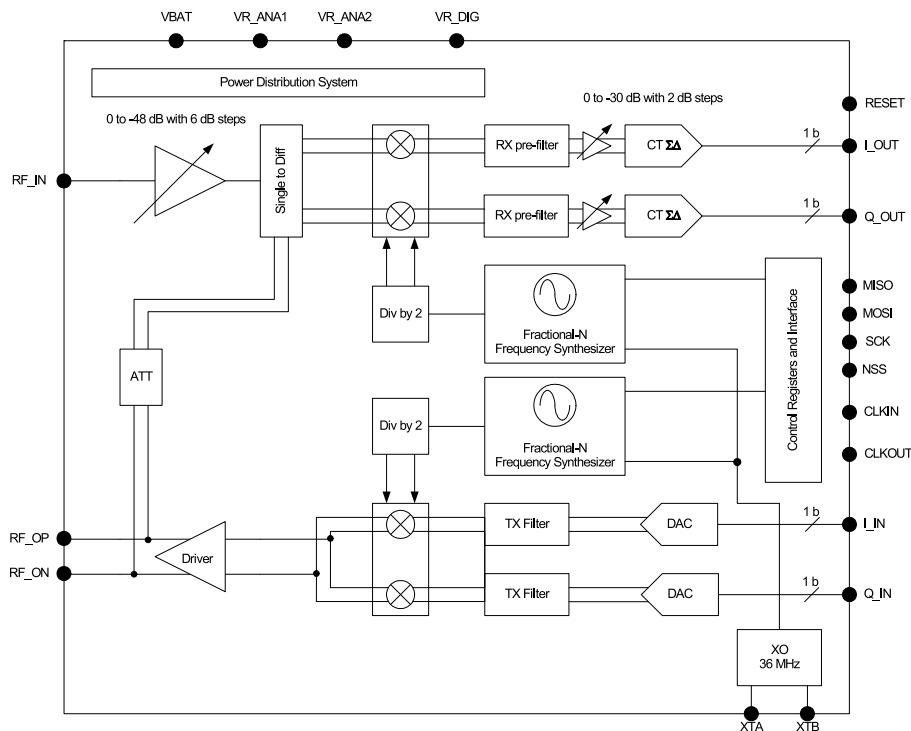 VBAT
VR_ANA1
VR_ANA2
VR_DIG
Power Distribution System
RESET
0 to -48 dB with 6 dB steps
0 to -30 dB with 2 dB steps
RF_IN
Single to Diff
RX pre-filter
CT ΣΔ
1 b
I_OUT
RX pre-filter
CT ΣΔ
1 b
Q_OUT
Div by 2
Fractional-N
Frequency Synthesizer
Control Registers and Interface
MISO
MOSI
SCK
NSS
CLKIN
CLKOUT
ATT
Div by 2
Fractional-N
Frequency Synthesizer
RF_OP
RF_ON
Driver
TX Filter
DAC
1 b
I_IN
TX Filter
DAC
1 b
Q_IN
XO
36 MHz
XTA
XTB